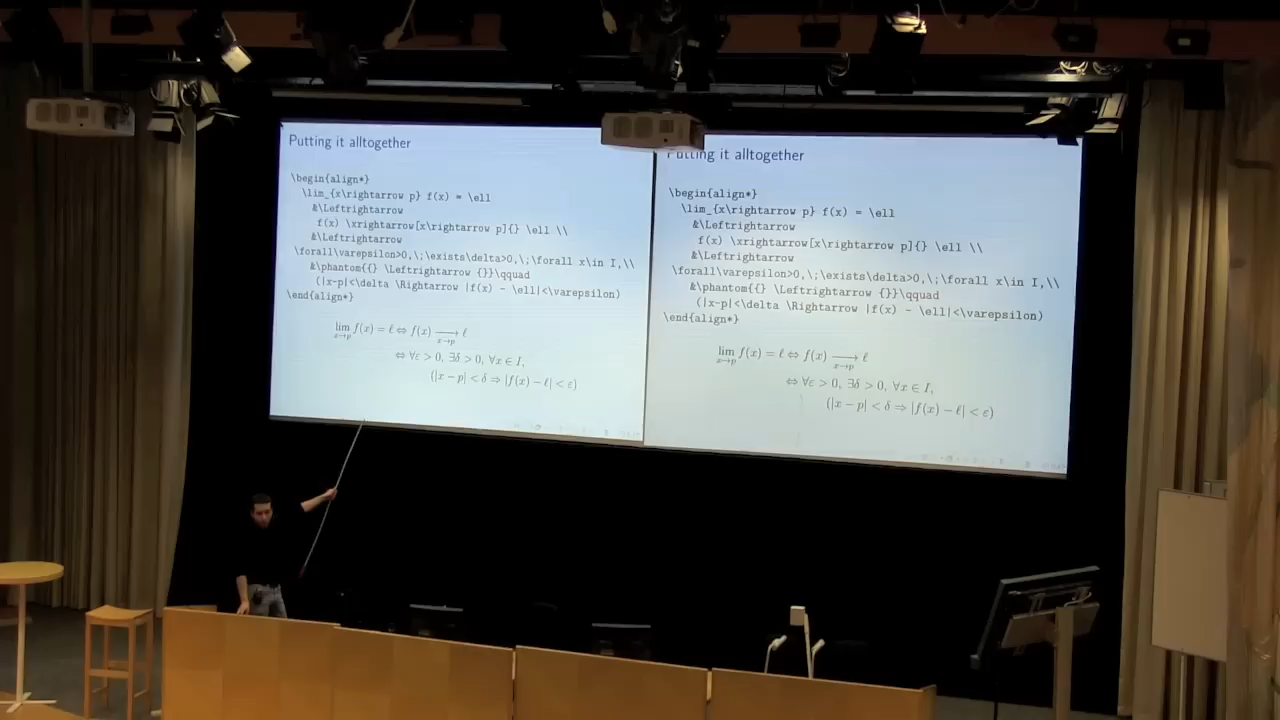 Putting it alltogether
\begin{align*}
\lim_{x\rightarrow p} f(x) = \ell
&\Leftrightarrow
f(x) \xrightarrow[x\rightarrow p]{} \ell \\
&\Leftrightarrow
\forall\varepsilon>0,\;\exists\delta>0,\;\forall x\in I,\\
&\phantom{{} \Leftrightarrow {}}\qquad
(|x-p|<\delta \Rightarrow |f(x) - \ell|<\varepsilon)
\end{align*}
lim x→p f(x) = ℓ ⇔ f(x) ⟶ x→p ℓ
⇔ ∀ε > 0, ∃δ > 0, ∀x ∈ I,
(|x − p| < δ ⇒ |f(x) − ℓ| < ε)
Putting it alltogether
\begin{align*}
\lim_{x\rightarrow p} f(x) = \ell
&\Leftrightarrow
f(x) \xrightarrow[x\rightarrow p]{} \ell \\
&\Leftrightarrow
\forall\varepsilon>0,\;\exists\delta>0,\;\forall x\in I,\\
&\phantom{{} \Leftrightarrow {}}\qquad
(|x-p|<\delta \Rightarrow |f(x) - \ell|<\varepsilon)
\end{align*}
lim x→p f(x) = ℓ ⇔ f(x) ⟶ x→p ℓ
⇔ ∀ε > 0, ∃δ > 0, ∀x ∈ I,
(|x − p| < δ ⇒ |f(x) − ℓ| < ε)